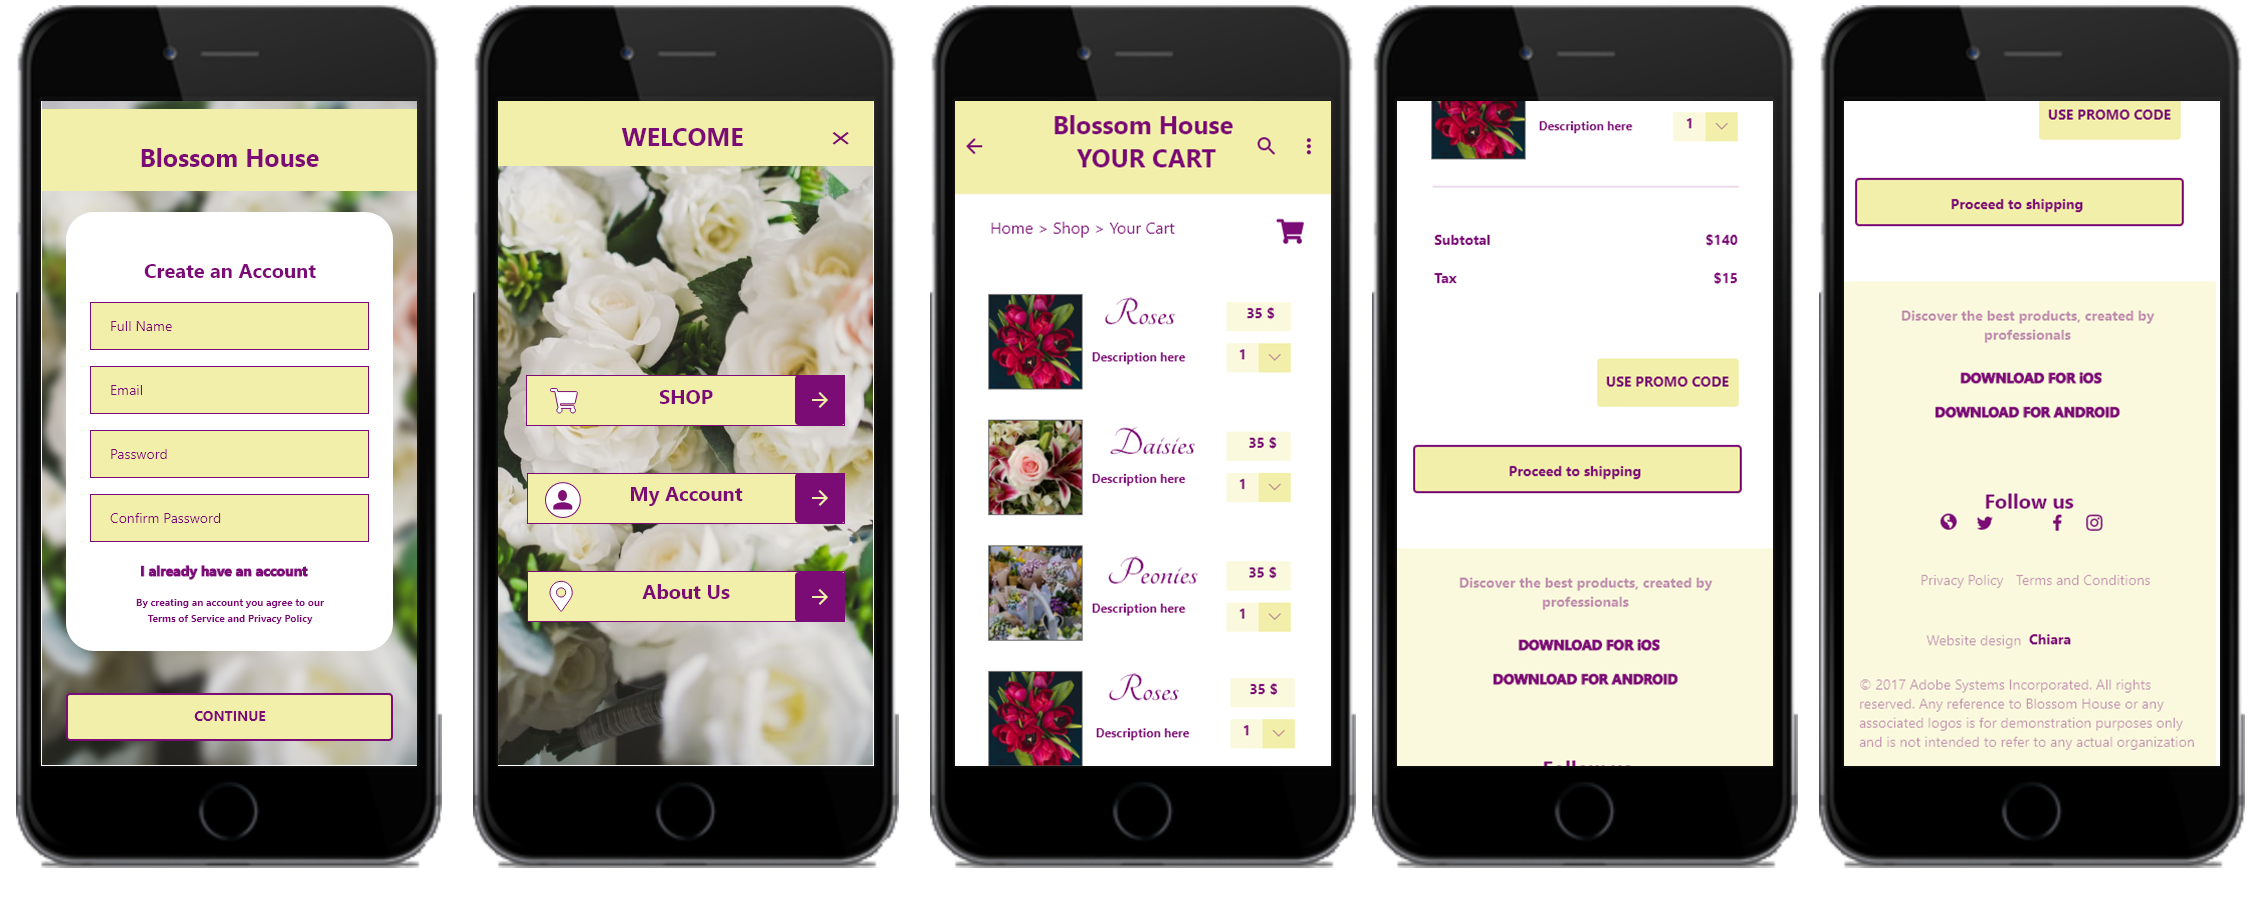 Blossom House
Create an Account
Full Name
Email
Password
Confirm Password
I already have an account
By creating an account you agree to our
Terms of Service and Privacy Policy
CONTINUE
WELCOME
SHOP
My Account
About Us
Blossom House
YOUR CART
Home > Shop > Your Cart
Roses
35 $
Description here
1
Daisies
35 $
Description here
1
Peonies
35 $
Description here
1
Roses
35 $
Description here
1
Description here
1
Subtotal
$140
Tax
$15
USE PROMO CODE
Proceed to shipping
Discover the best products, created by
professionals
DOWNLOAD FOR iOS
DOWNLOAD FOR ANDROID
Follow us
USE PROMO CODE
Proceed to shipping
Discover the best products, created by
professionals
DOWNLOAD FOR iOS
DOWNLOAD FOR ANDROID
Follow us
Privacy Policy Terms and Conditions
Website design Chiara
© 2017 Adobe Systems Incorporated. All rights
reserved. Any reference to Blossom House or any
associated logos is for demonstration purposes only
and is not intended to refer to any actual organization